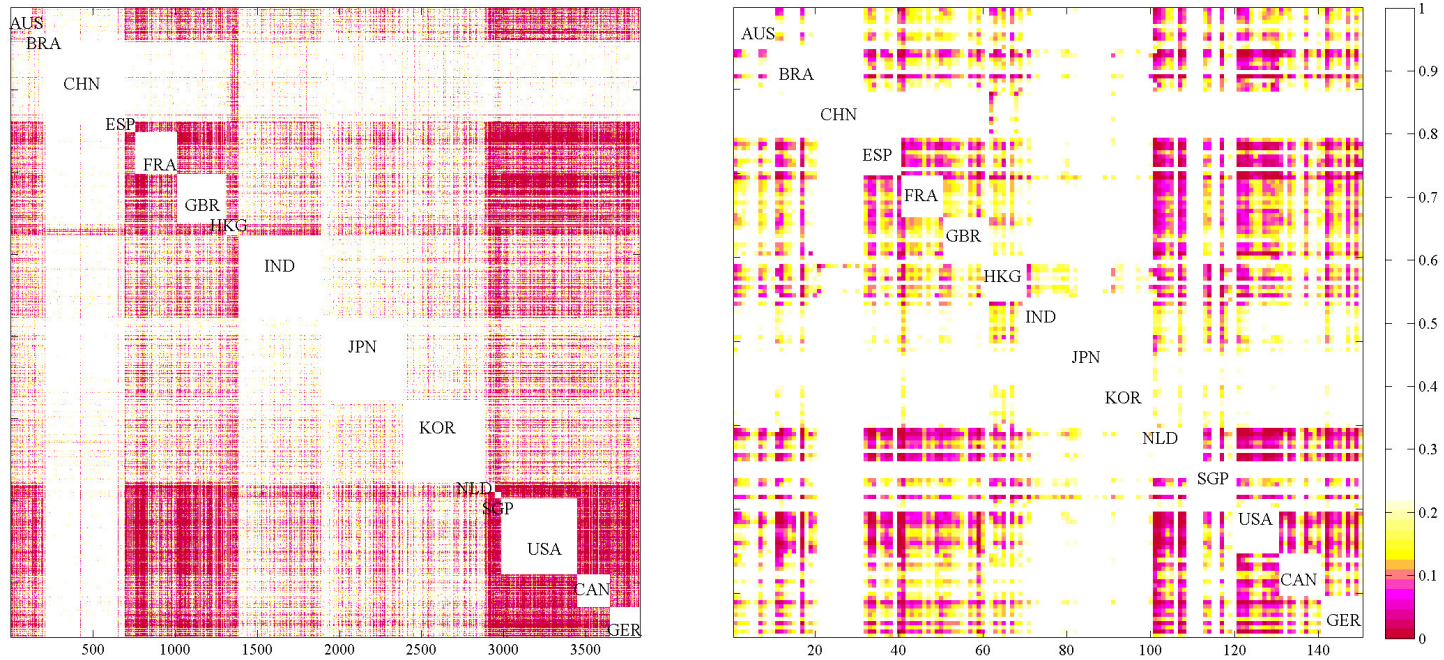 AUS
BRA
CHN
ESP
FRA
GBR
HKG
IND
JPN
KOR
NLD
SGP
USA
CAN
GER
500 1000 1500 2000 2500 3000 3500
AUS
BRA
CHN
ESP
FRA
GBR
HKG
IND
JPN
KOR
NLD
SGP
USA
CAN
GER
20 40 60 80 100 120 140
1
0.9
0.8
0.7
0.6
0.5
0.4
0.3
0.2
0.1
0